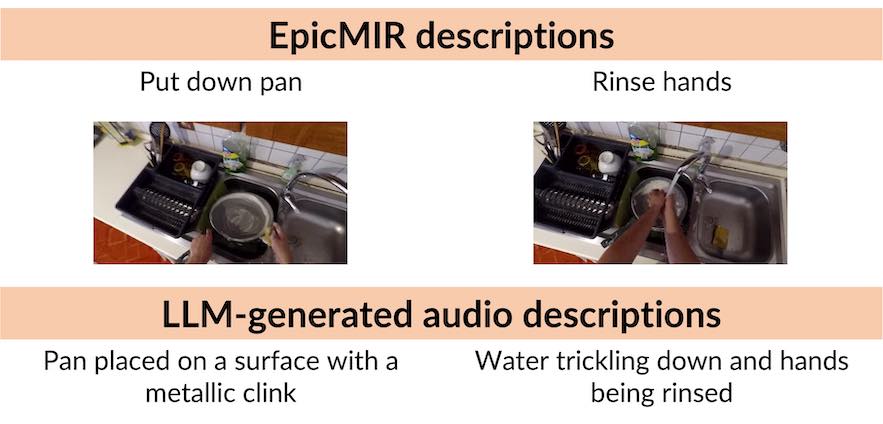 EpicMIR descriptions
Put down pan
Rinse hands
LLM-generated audio descriptions
Pan placed on a surface with a
metallic clink
Water trickling down and hands
being rinsed